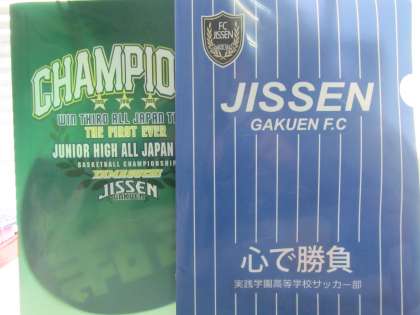 CHAMPIO
WIN THIRD ALL JAPAN T
THE FIRST EVER
JUNIOR HIGH ALL JAPAN
BASKETBALL CHAMPIONSHIP
JISSEN
GAKUEN
FC
JISSEN
JISSEN
GAKUEN F.C
心で勝負
実践学園高等学校サッカー部